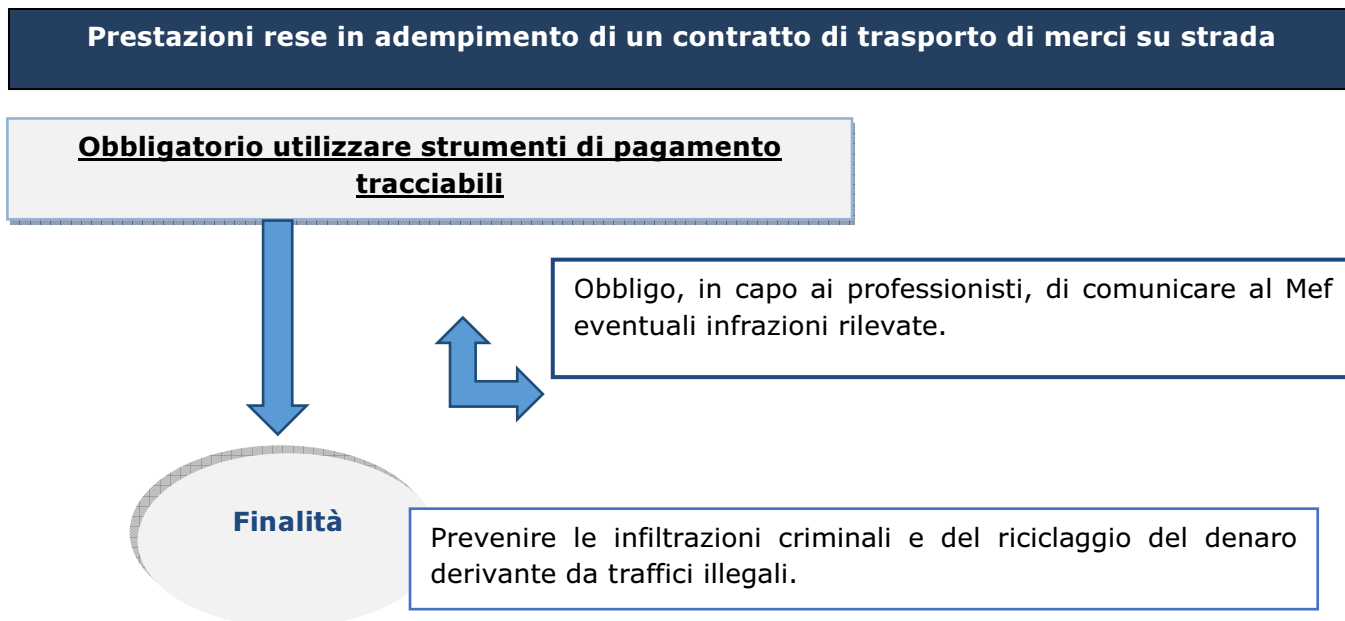 Prestazioni rese in adempimento di un contratto di trasporto di merci su strada
Obbligatorio utilizzare strumenti di pagamento
tracciabili
Obbligo, in capo ai professionisti, di comunicare al Mef
eventuali infrazioni rilevate.
Finalità
Prevenire le infiltrazioni criminali e del riciclaggio del denaro
derivante da traffici illegali.